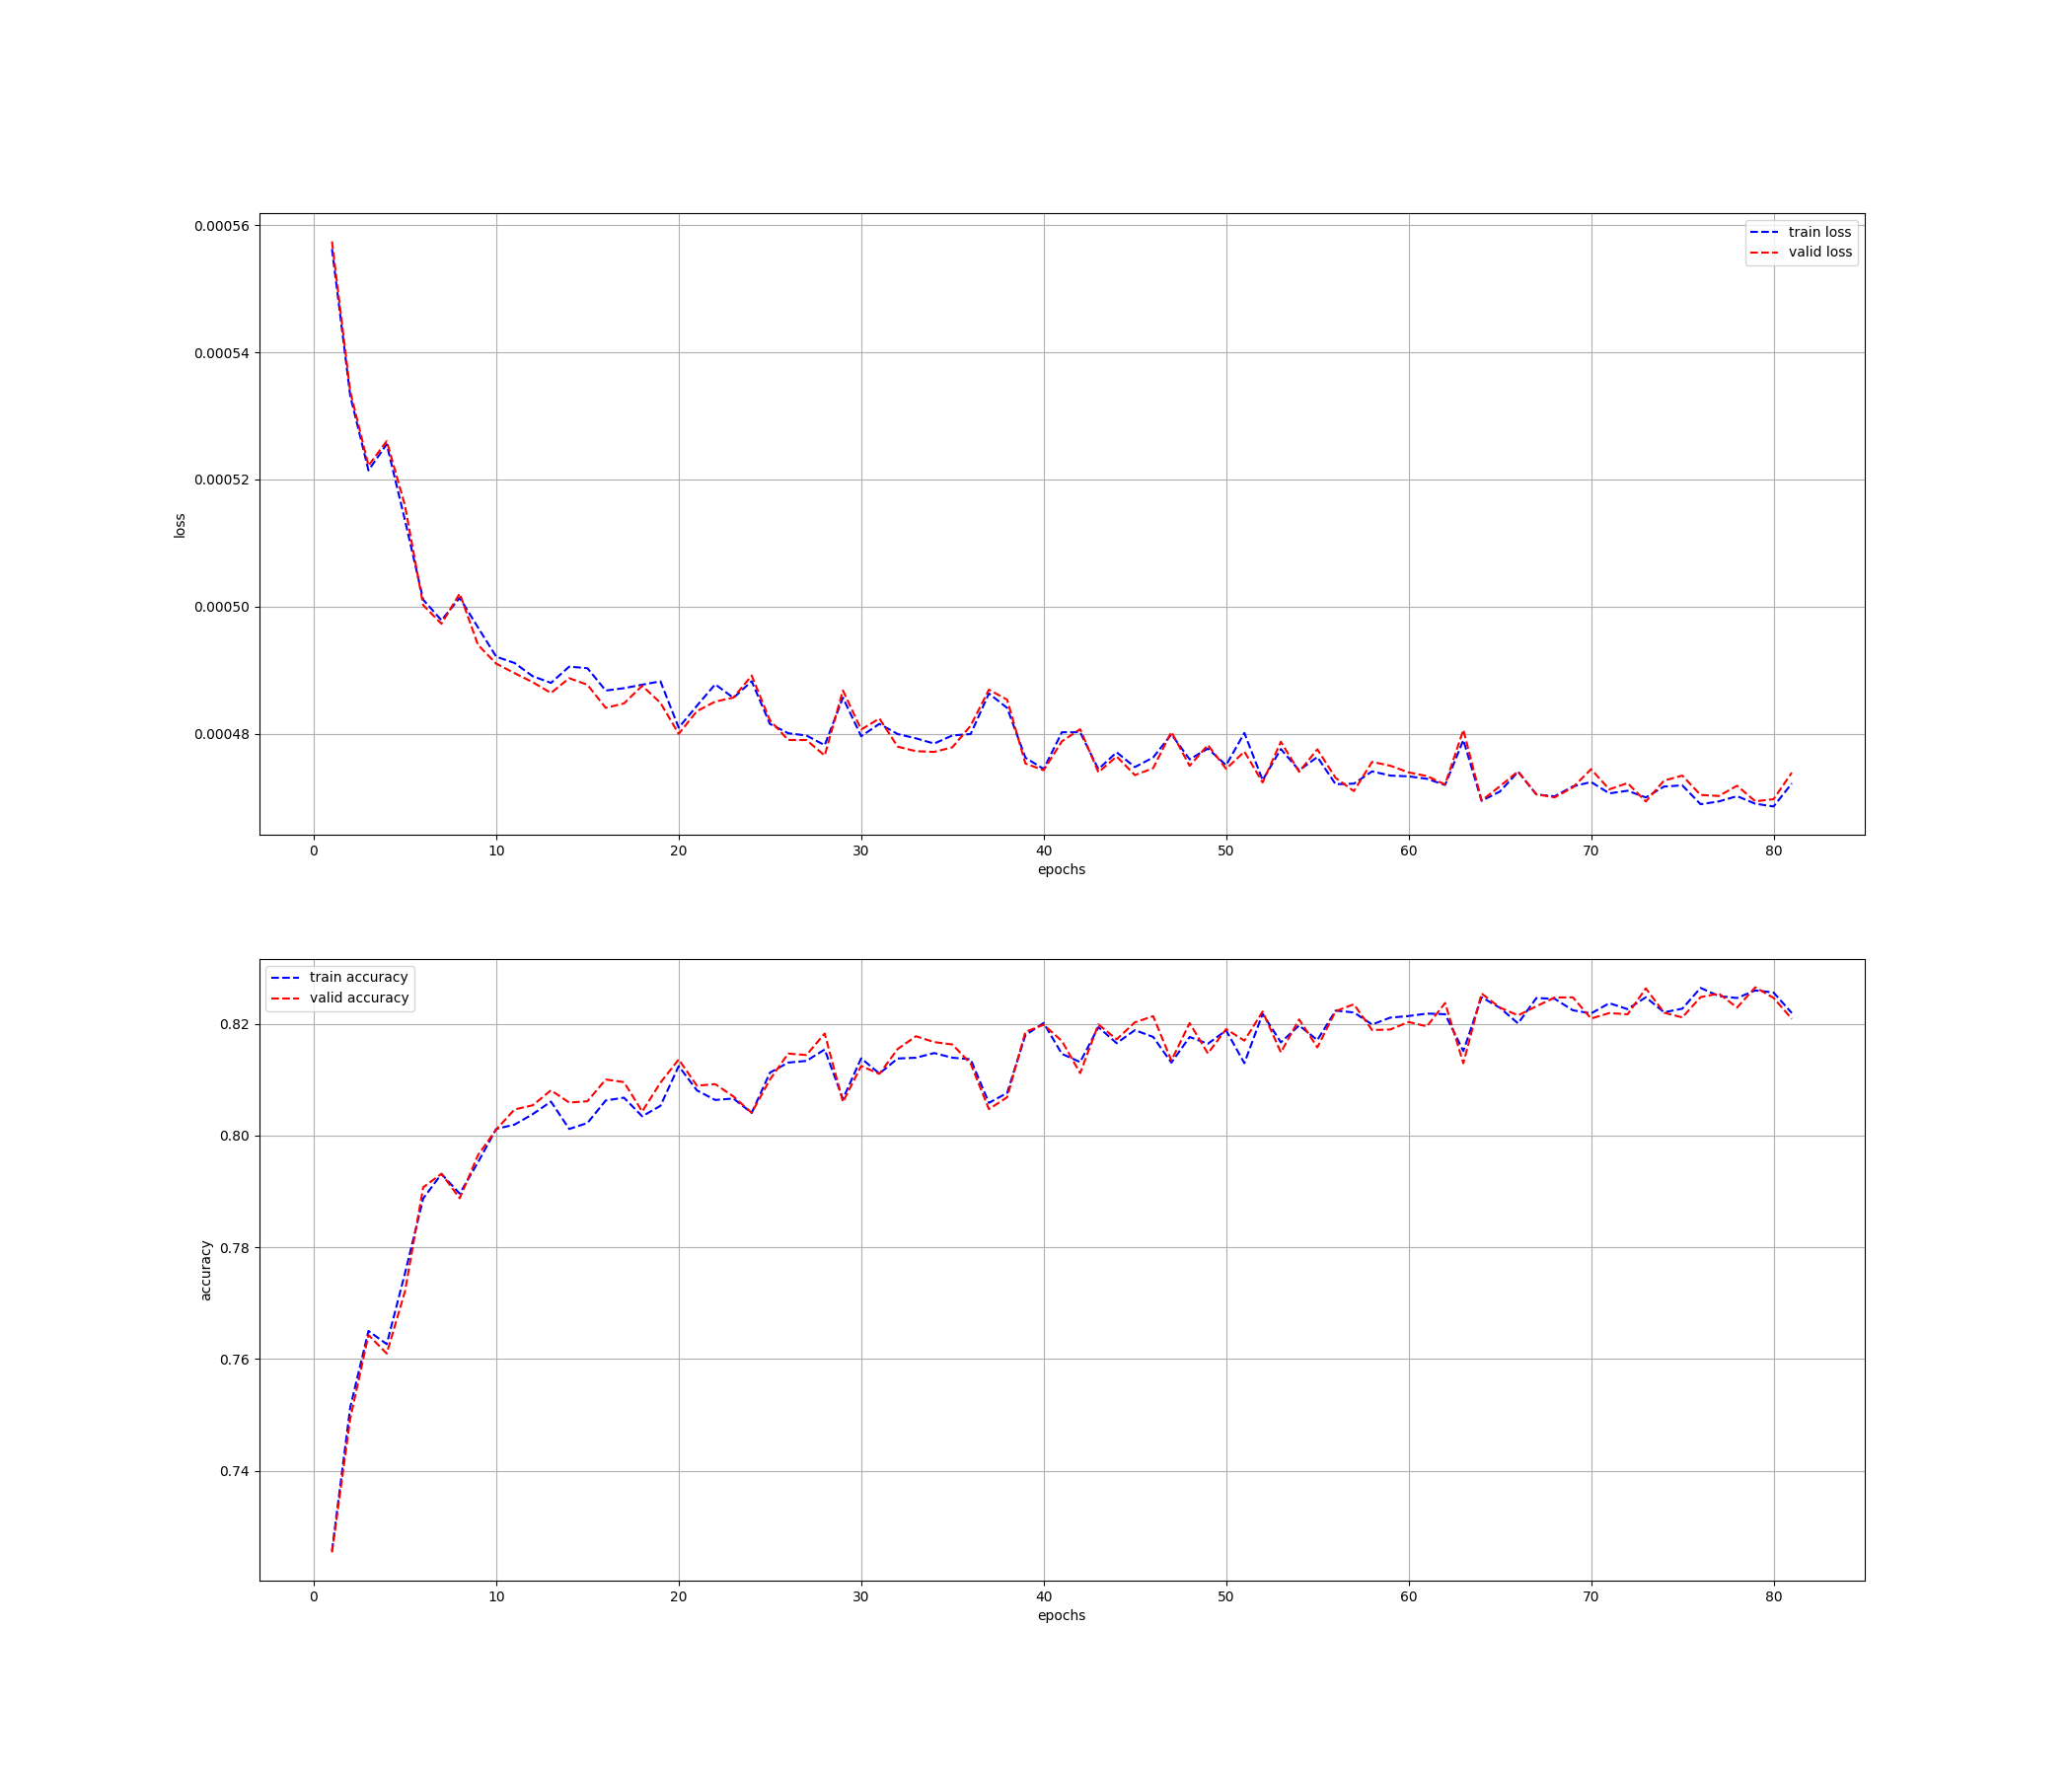 0.00056
train loss
valid loss
0.00054
0.00052
loss
0.00050
0.00048
0 10 20 30 40 50 60 70 80
epochs
train accuracy
valid accuracy
0.82
0.80
0.78
accuracy
0.76
0.74
0 10 20 30 40 50 60 70 80
epochs